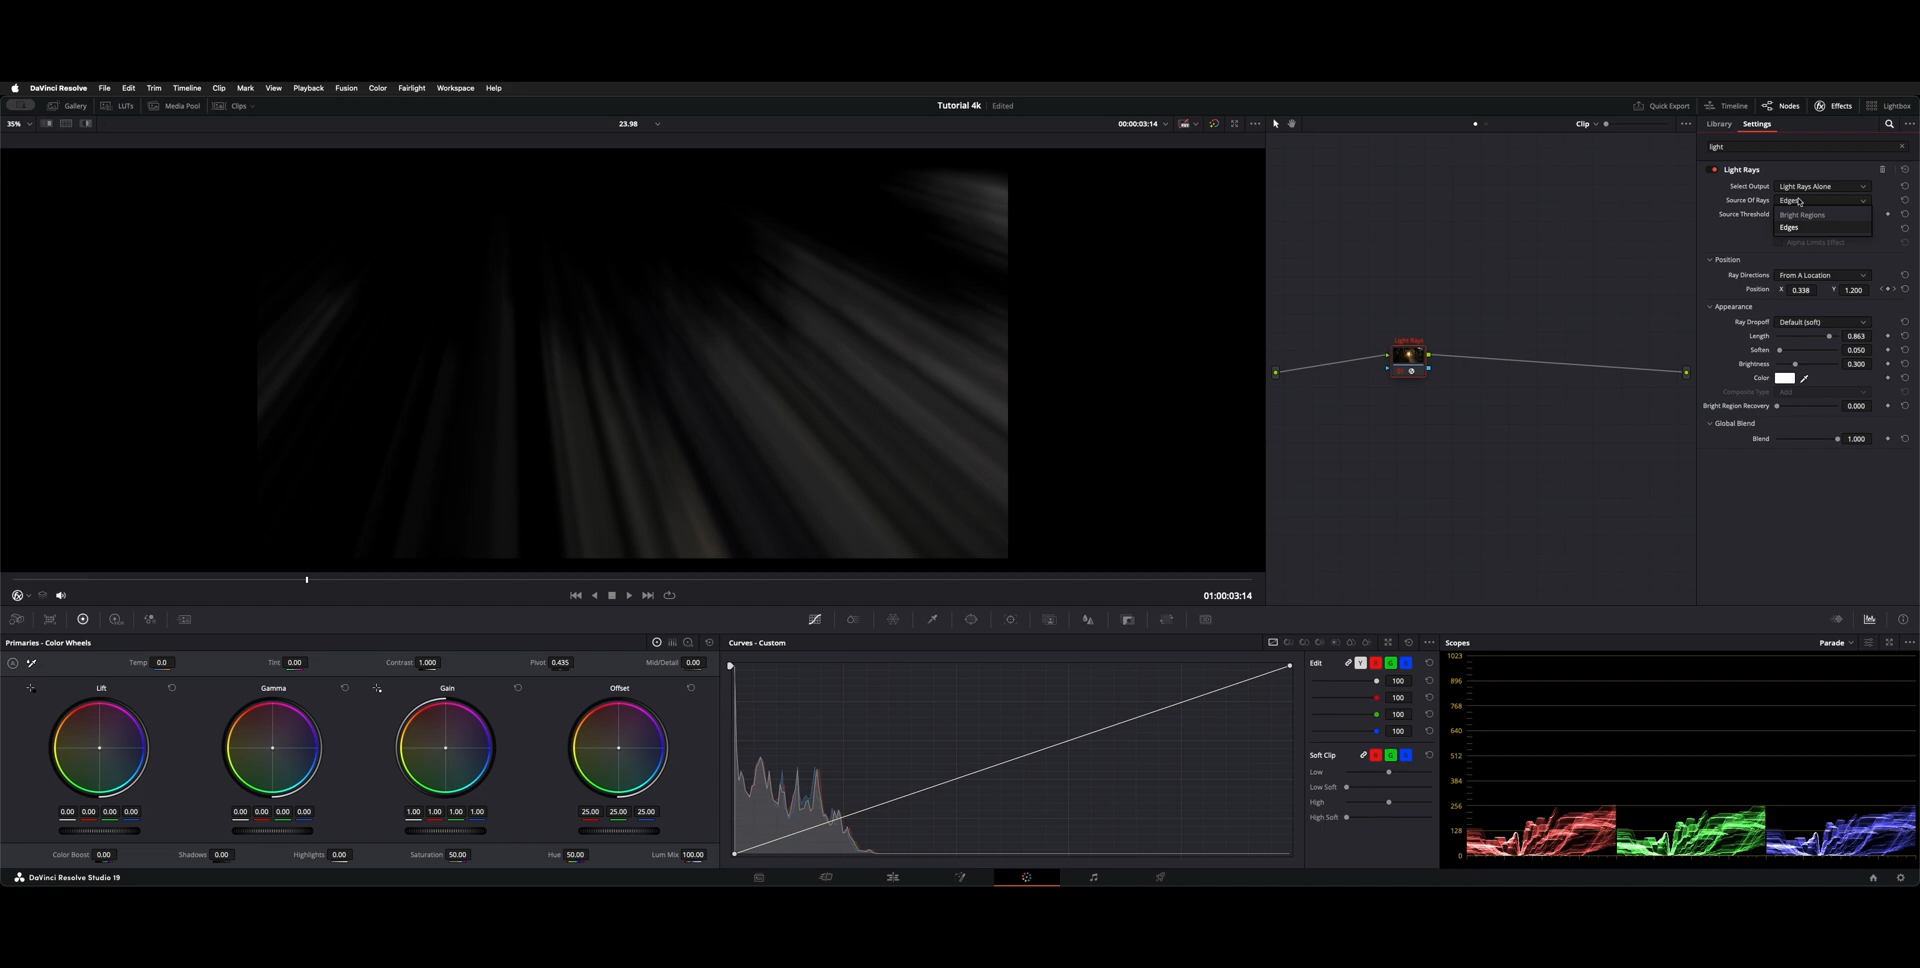 DaVinci Resolve File Edit Trim Timeline Clip Mark View Playback Fusion Color Fairlight Workspace Help
Gallery LUTs Media Pool Clips Tutorial 4k Edited Quick Export Timeline Nodes Effects Lightbox
35% 23.98 00:00:03:14 Clip Library Settings
light
Light Rays
Select Output Light Rays Alone
Source Of Rays Edges
Source Threshold Bright Regions
Edges
Alpha Limits Effect
Position
Ray Directions From A Location
Position X 0.338 Y 1.200
Appearance
Ray Dropoff Default (soft)
Length 0.863
Soften 0.050
Brightness 0.300
Color
Composite Type Add
Bright Region Recovery 0.000
Global Blend
Blend 1.000
Light Rays
01:00:03:14
Primaries - Color Wheels
Temp 0.0 Tint 0.00 Contrast 1.000 Pivot 0.435 Mid/Detail 0.00
Lift Gamma Gain Offset
0.00 0.00 0.00 0.00 0.00 0.00 0.00 0.00 1.00 1.00 1.00 1.00 25.00 25.00 25.00
Color Boost 0.00 Shadows 0.00 Highlights 0.00 Saturation 50.00 Hue 50.00 Lum Mix 100.00
Curves - Custom
Edit Y R G B
100
100
100
100
Soft Clip R G B
Low
Low Soft
High
High Soft
Scopes Parade
1023
896
768
640
512
384
256
128
0
DaVinci Resolve Studio 19